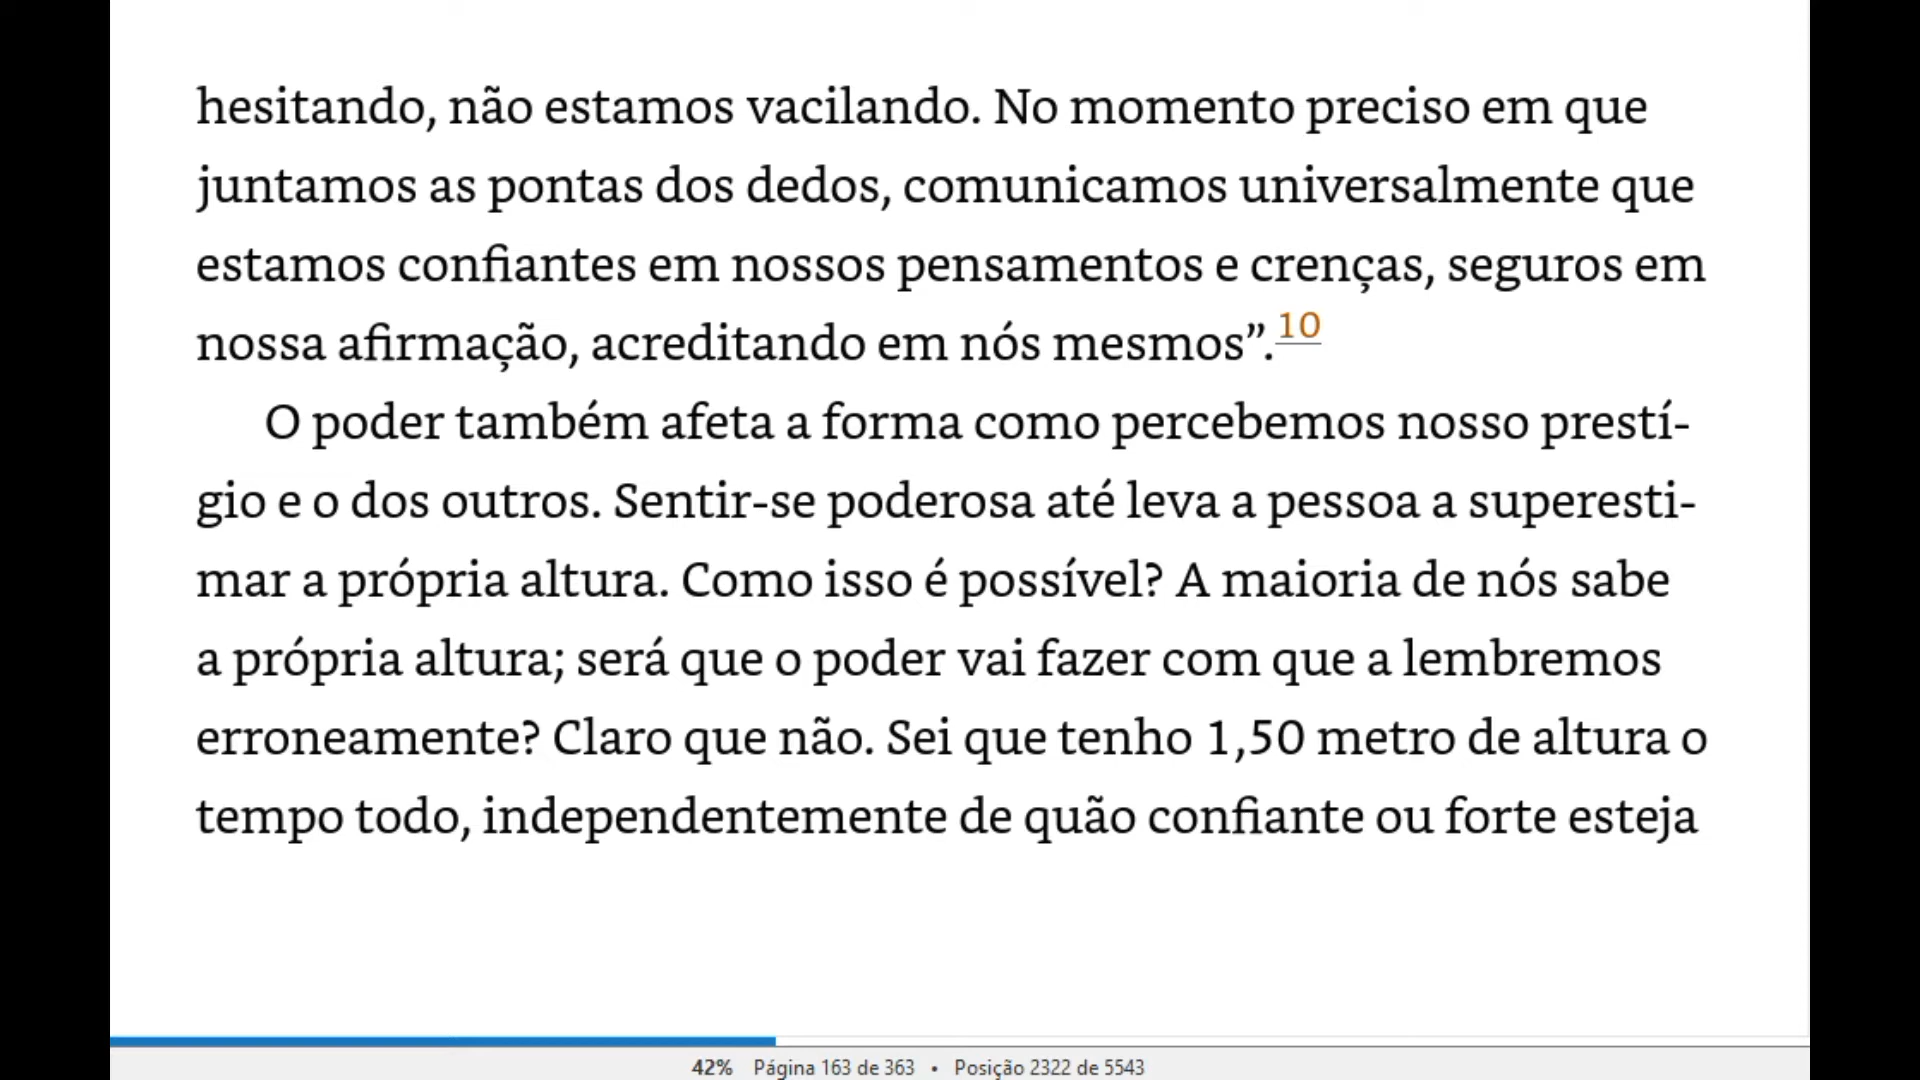 hesitando, não estamos vacilando. No momento preciso em que
juntamos as pontas dos dedos, comunicamos universalmente que
estamos confiantes em nossos pensamentos e crenças, seguros em
nossa afirmação, acreditando em nós mesmos”.10
O poder também afeta a forma como percebemos nosso prestí-
gio e o dos outros. Sentir-se poderosa até leva a pessoa a superesti-
mar a própria altura. Como isso é possível? A maioria de nós sabe
a própria altura; será que o poder vai fazer com que a lembremos
erroneamente? Claro que não. Sei que tenho 1,50 metro de altura o
tempo todo, independentemente de quão confiante ou forte esteja
42% Página 163 de 363 • Posição 2322 de 5543